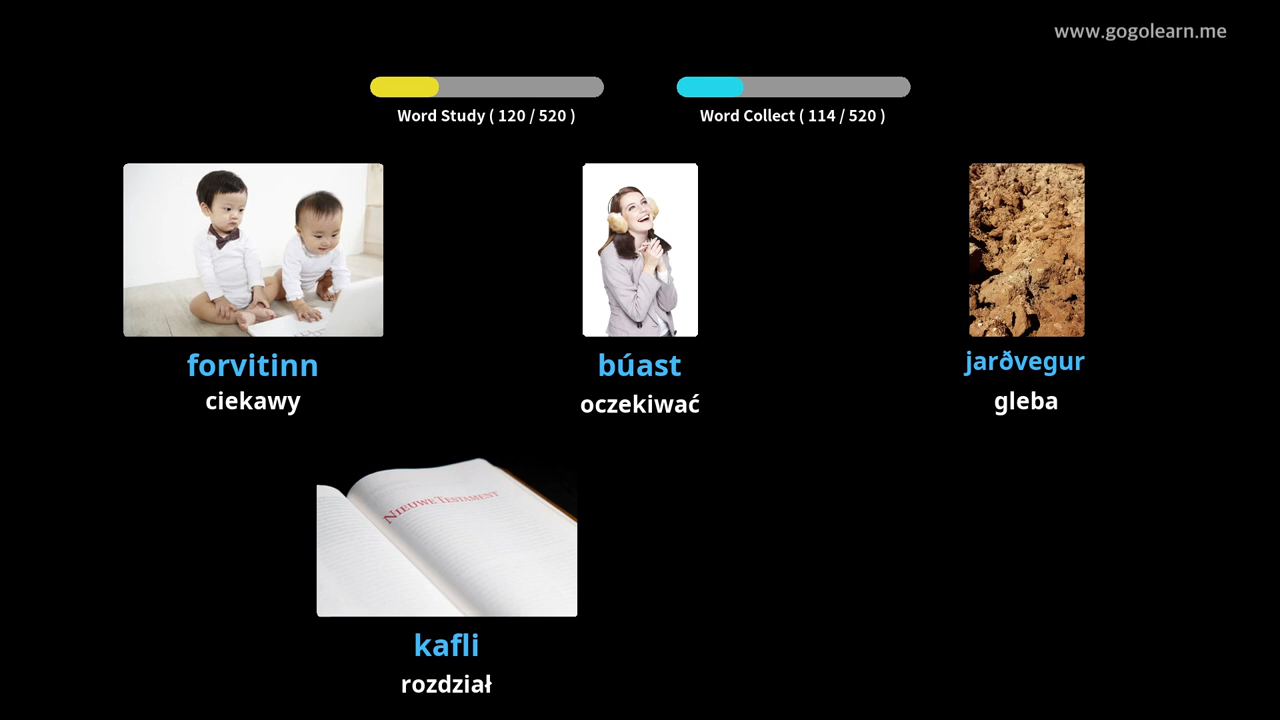 www.gogolearn.me
Word Study ( 120 / 520 )
Word Collect ( 114 / 520 )
forvitinn
ciekawy
búast
oczekiwać
jarðvegur
gleba
NIEUWE TESTAMENT
kafli
rozdział